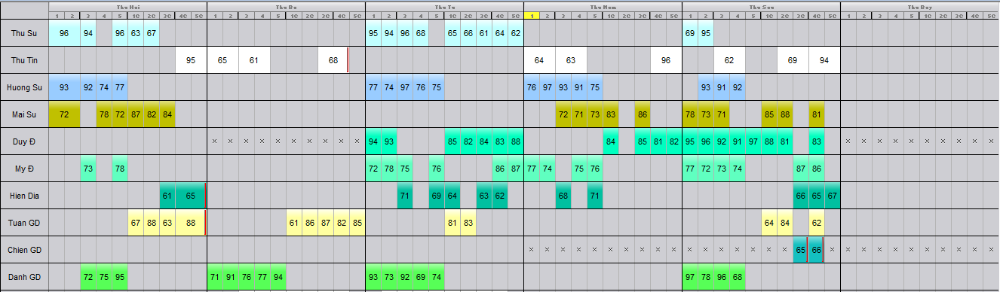 Thu Hai Thu Ba Thu Tu Thu Nam Thu Sau Thu Bay
1 2 3 4 5 1C 2C 3C 4C 5C 1 2 3 4 5 1C 2C 3C 4C 5C 1 2 3 4 5 1C 2C 3C 4C 5C 1 2 3 4 5 1C 2C 3C 4C 5C 1 2 3 4 5 1C 2C 3C 4C 5C 1 2 3 4 5 1C 2C 3C 4C 5C
Thu Su 96 94 96 63 67 95 94 96 68 65 66 61 64 62 69 95
Thu Tin 95 65 61 68 64 63 96 62 69 94
Huong Su 93 92 74 77 77 74 97 76 75 76 97 93 91 75 93 91 92
Mai Su 72 78 72 87 82 84 72 71 73 83 86 78 73 71 85 88 81
Duy Đ × × × × × × × × × × 94 93 85 82 84 83 88 84 85 81 82 95 96 92 91 97 88 81 83 × × × × × × × × × ×
My Đ 73 78 72 78 75 76 86 87 77 74 75 76 77 72 73 74 87 86
Hien Dia 61 65 71 69 64 63 62 68 71 66 65 67
Tuan GD 67 88 63 88 61 86 87 82 85 81 83 64 84 62
Chien GD × × × × × × × × × × × × × × × × × 65 66 × × × × × × × × × × ×
Danh GD 72 75 95 71 91 76 77 94 93 73 92 69 74 97 78 96 68